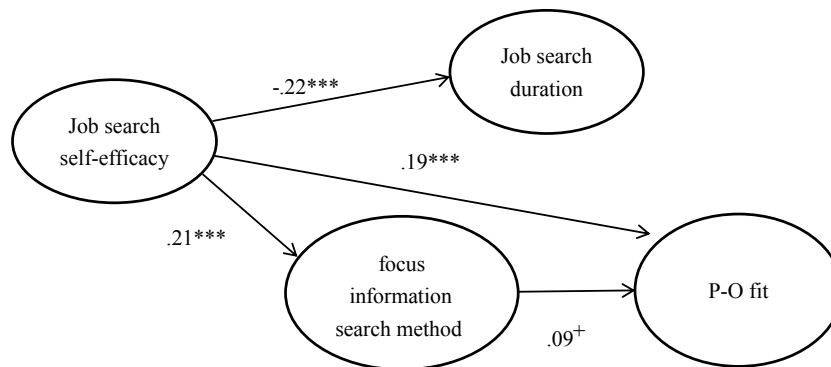 Job search
duration
-.22***
Job search
self-efficacy
.19***
.21***
focus
information
search method
P-O fit
.09+